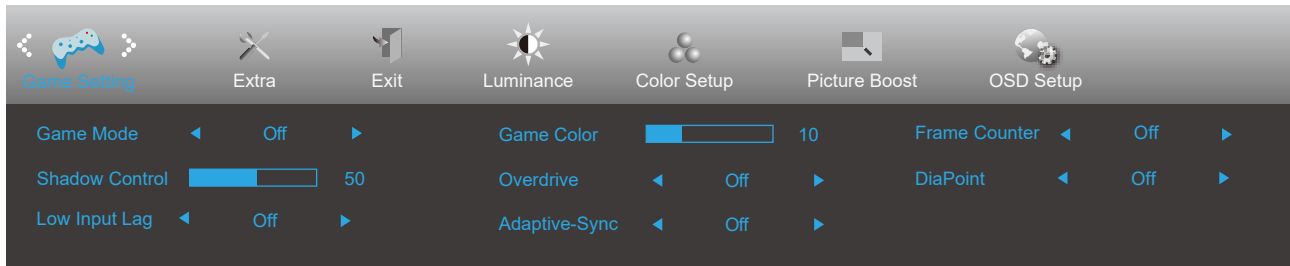 Game Setting Extra Exit Luminance Color Setup Picture Boost OSD Setup
Game Mode Off Game Color 10 Frame Counter Off
Shadow Control 50 Overdrive Off DiaPoint Off
Low Input Lag Off Adaptive-Sync Off